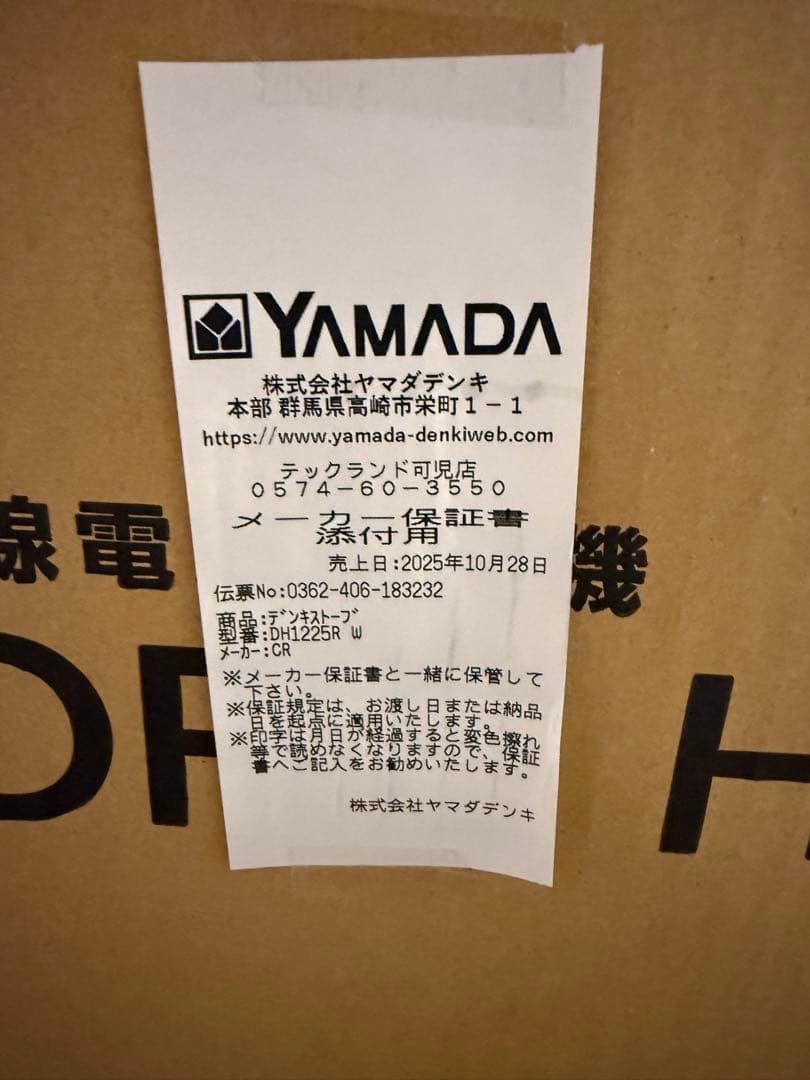 YAMADA
株式会社ヤマダデンキ
本部 群馬県高崎市栄町1-1
https://www.yamada-denkiweb.com
テックランド可児店
0574-60-3550
メーカー保証書
添付用
売上日:2025年10月28日
伝票No:0362-406-183232
商品:ﾃﾞﾝｷｽﾄｰﾌﾞ
型番:DH1225R W
ﾒｰｶｰ:CR
※メーカー保証書と一緒に保管して
下さい。
※保証規定は、お渡し日または納品
日を起点に適用いたします。
※印字は月日が経過すると変色擦れ
等で読めなくなりますので、保証
書へご記入をお勧めいたします。
株式会社ヤマダデンキ
線電 機
OR H